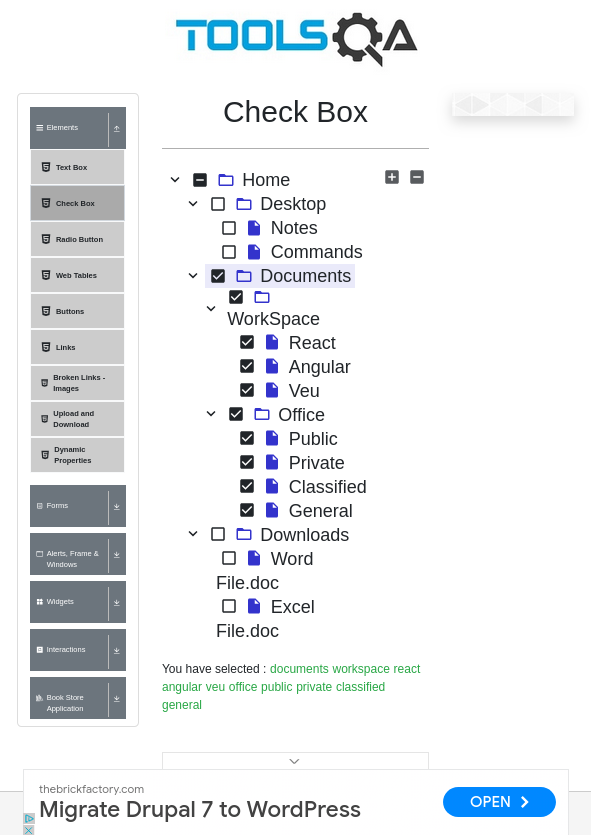 TOOLSQA
Elements
Text Box
Check Box
Radio Button
Web Tables
Buttons
Links
Broken Links -
Images
Upload and
Download
Dynamic
Properties
Forms
Alerts, Frame &
Windows
Widgets
Interactions
Book Store
Application
Check Box
Home
Desktop
Notes
Commands
Documents
WorkSpace
React
Angular
Veu
Office
Public
Private
Classified
General
Downloads
Word
File.doc
Excel
File.doc
You have selected : documents workspace react
angular veu office public private classified
general
thebrickfactory.com
Migrate Drupal 7 to WordPress
OPEN